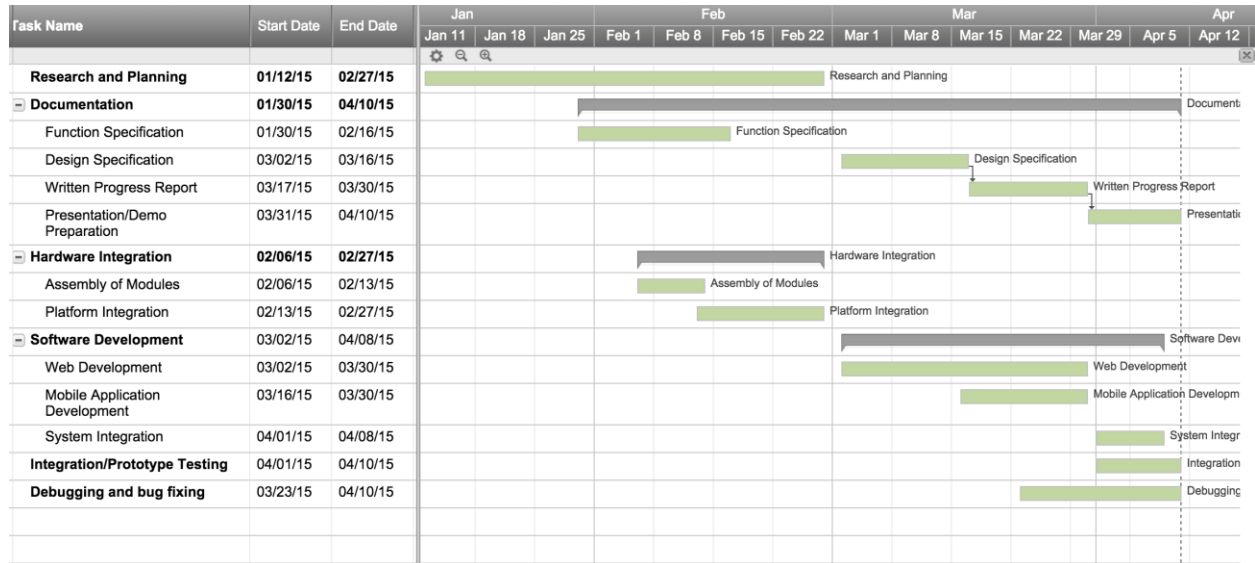 Task Name Start Date End Date Jan Feb Mar Apr
Jan 11 Jan 18 Jan 25 Feb 1 Feb 8 Feb 15 Feb 22 Mar 1 Mar 8 Mar 15 Mar 22 Mar 29 Apr 5 Apr 12
Research and Planning 01/12/15 02/27/15 Research and Planning
Documentation 01/30/15 04/10/15 Documenta
Function Specification 01/30/15 02/16/15 Function Specification
Design Specification 03/02/15 03/16/15 Design Specification
Written Progress Report 03/17/15 03/30/15 Written Progress Report
Presentation/Demo 03/31/15 04/10/15 Presentatio
Preparation
Hardware Integration 02/06/15 02/27/15 Hardware Integration
Assembly of Modules 02/06/15 02/13/15 Assembly of Modules
Platform Integration 02/13/15 02/27/15 Platform Integration
Software Development 03/02/15 04/08/15 Software Deve
Web Development 03/02/15 03/30/15 Web Development
Mobile Application 03/16/15 03/30/15 Mobile Application Developm
Development
System Integration 04/01/15 04/08/15 System Integr
Integration/Prototype Testing 04/01/15 04/10/15 Integration
Debugging and bug fixing 03/23/15 04/10/15 Debugging